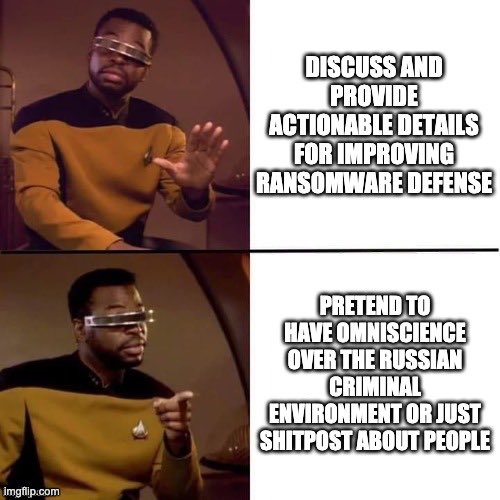 DISCUSS AND
PROVIDE
ACTIONABLE DETAILS
FOR IMPROVING
RANSOMWARE DEFENSE
PRETEND TO
HAVE OMNISCIENCE
OVER THE RUSSIAN
CRIMINAL
ENVIRONMENT OR JUST
SHITPOST ABOUT PEOPLE
imgflip.com